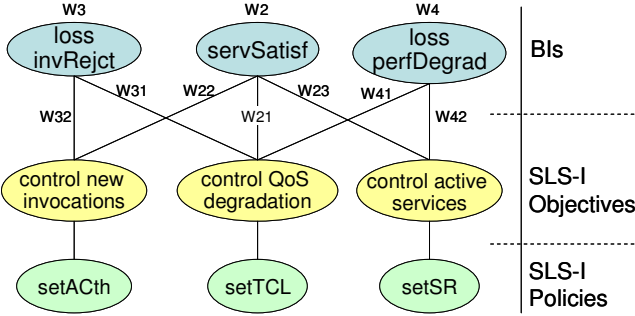 W3 W2 W4
loss
invRejct
servSatisf
loss
perfDegrad
BIs
W31 W22 W23 W41
W32 W21 W42
control new
invocations
control QoS
degradation
control active
services
SLS-I
Objectives
setACth
setTCL
setSR
SLS-I
Policies